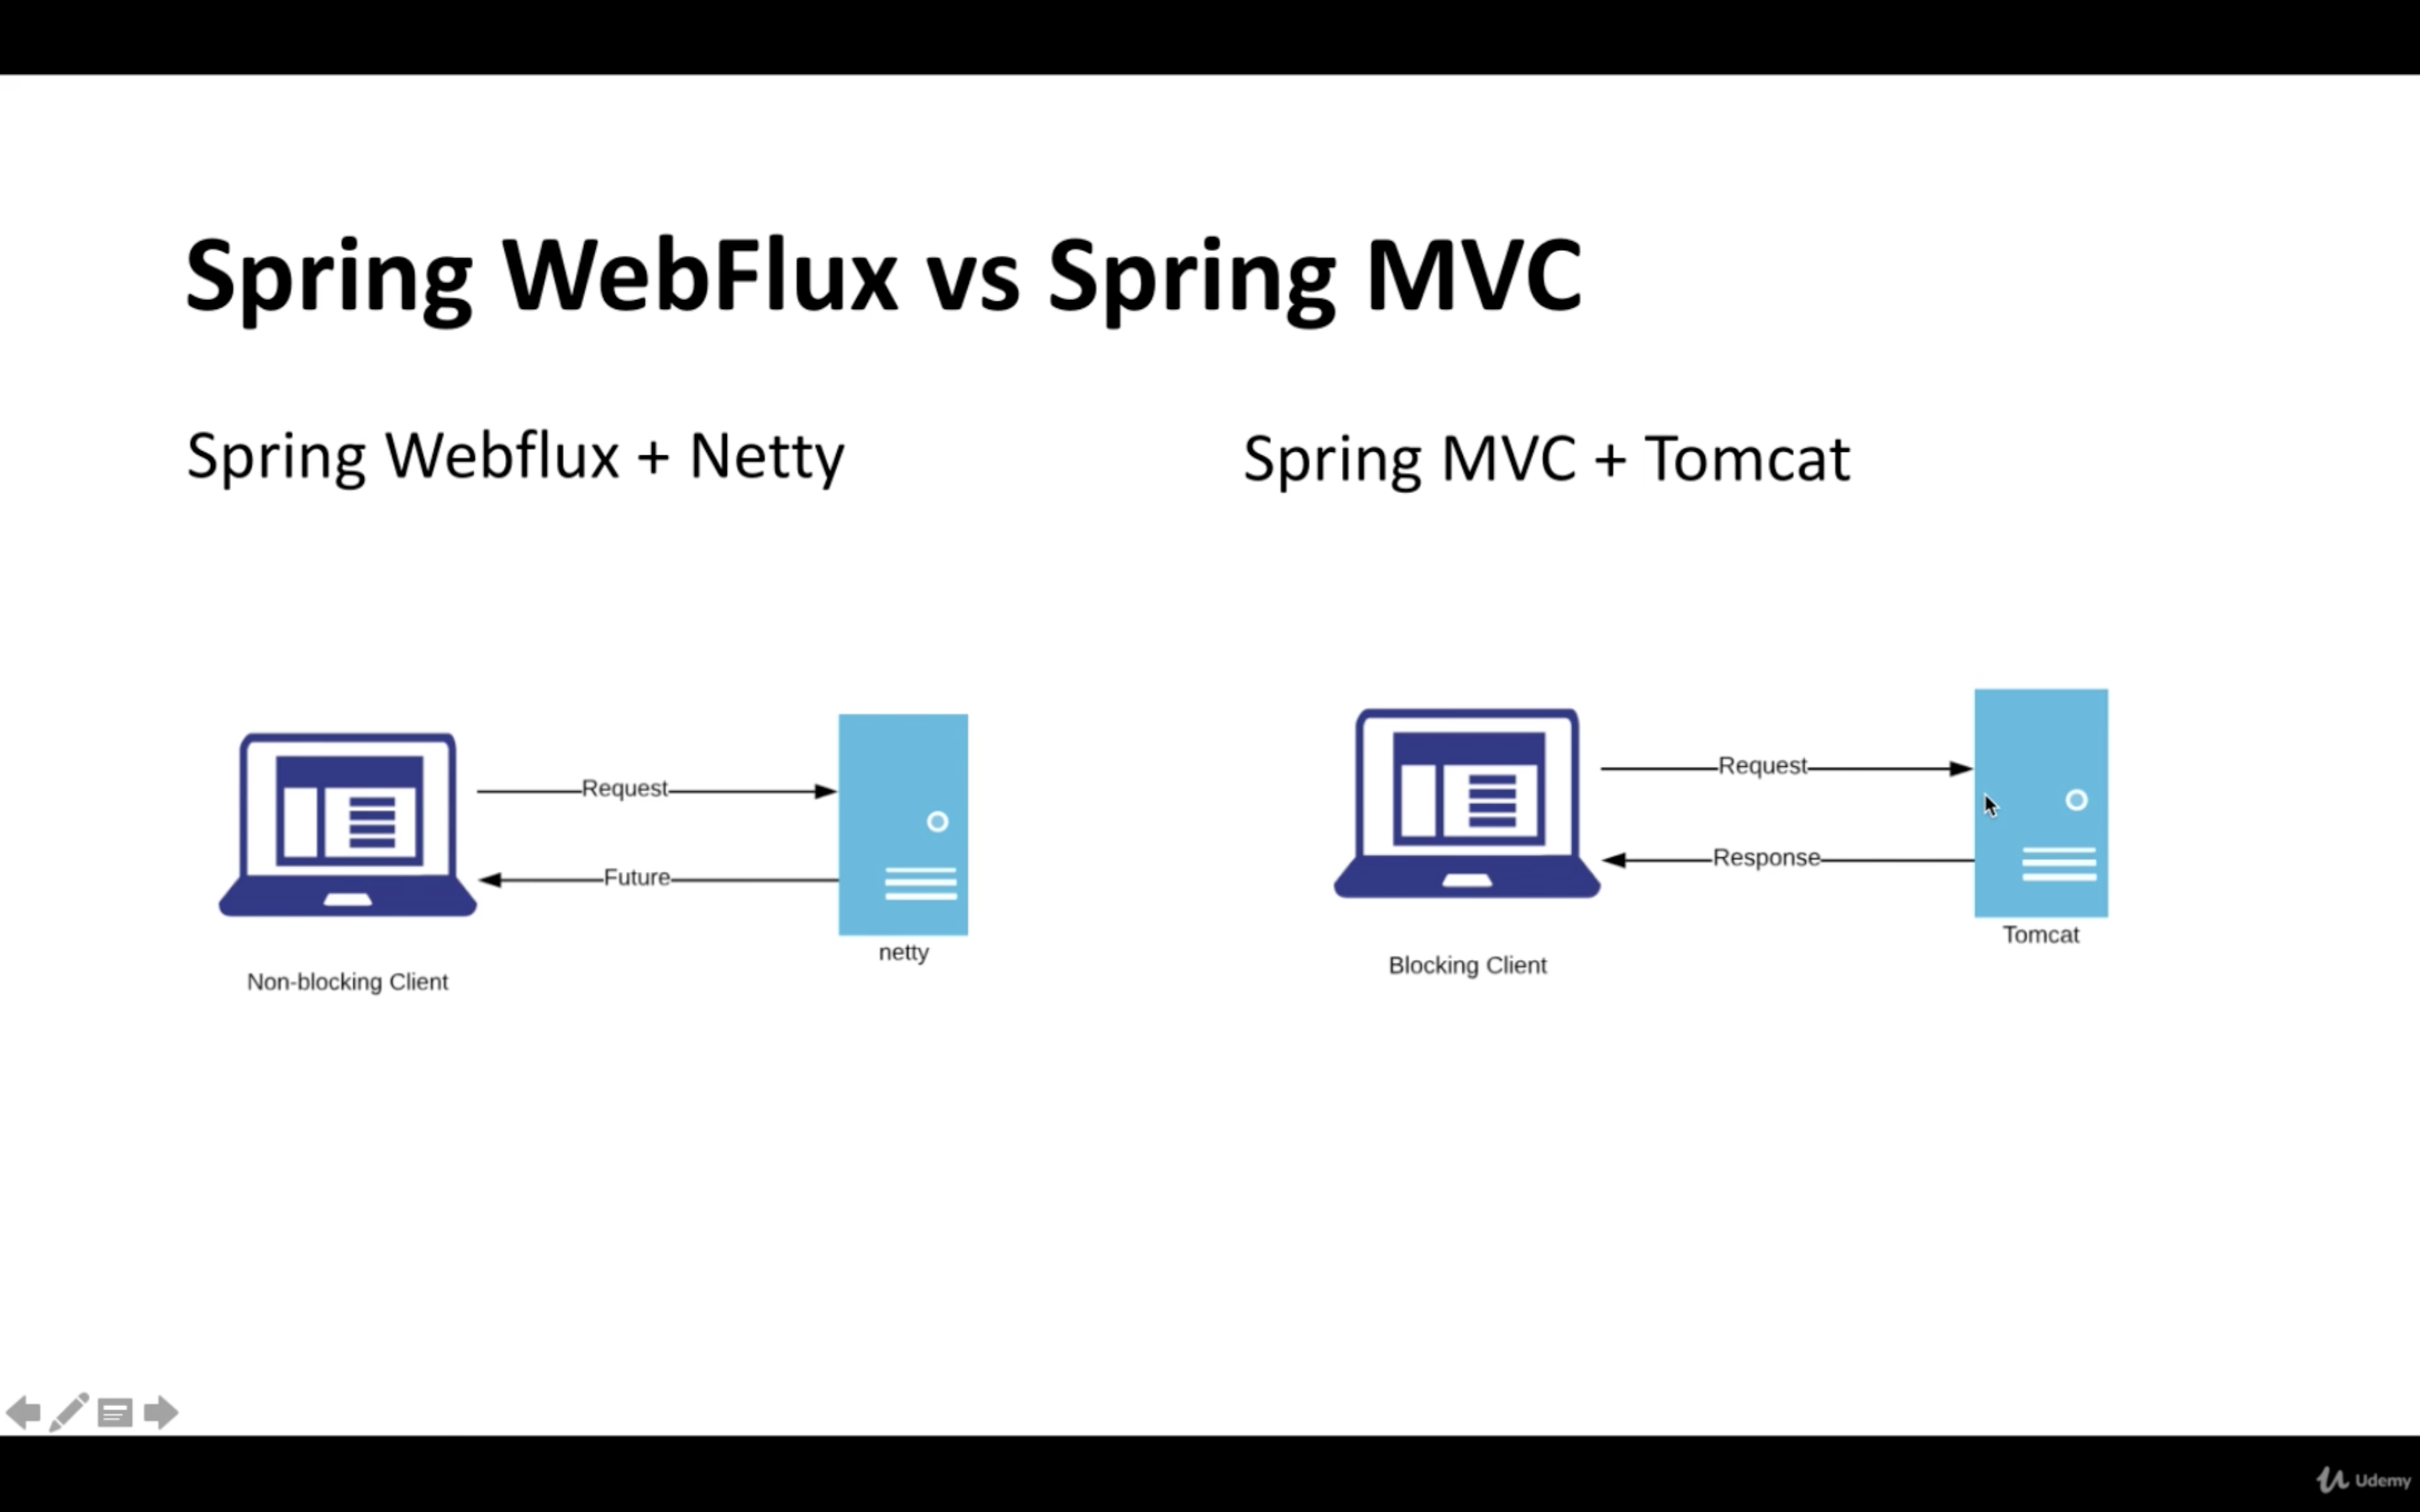 Spring WebFlux vs Spring MVC
Spring Webflux + Netty
Spring MVC + Tomcat
Request
Future
netty
Non-blocking Client
Request
Response
Tomcat
Blocking Client
Udemy